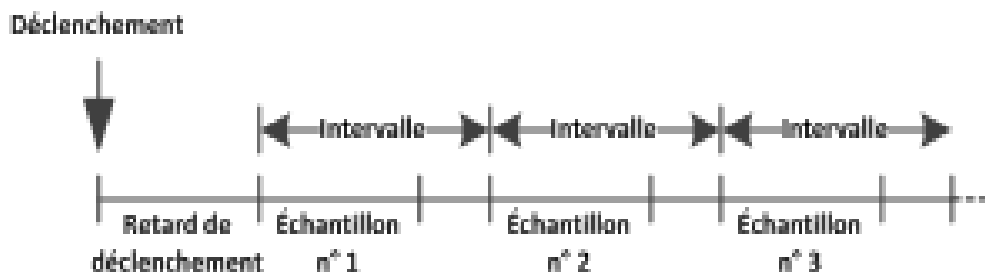 Déclenchement
Intervalle Intervalle Intervalle
Retard de Échantillon Échantillon Échantillon
déclenchement n° 1 n° 2 n° 3